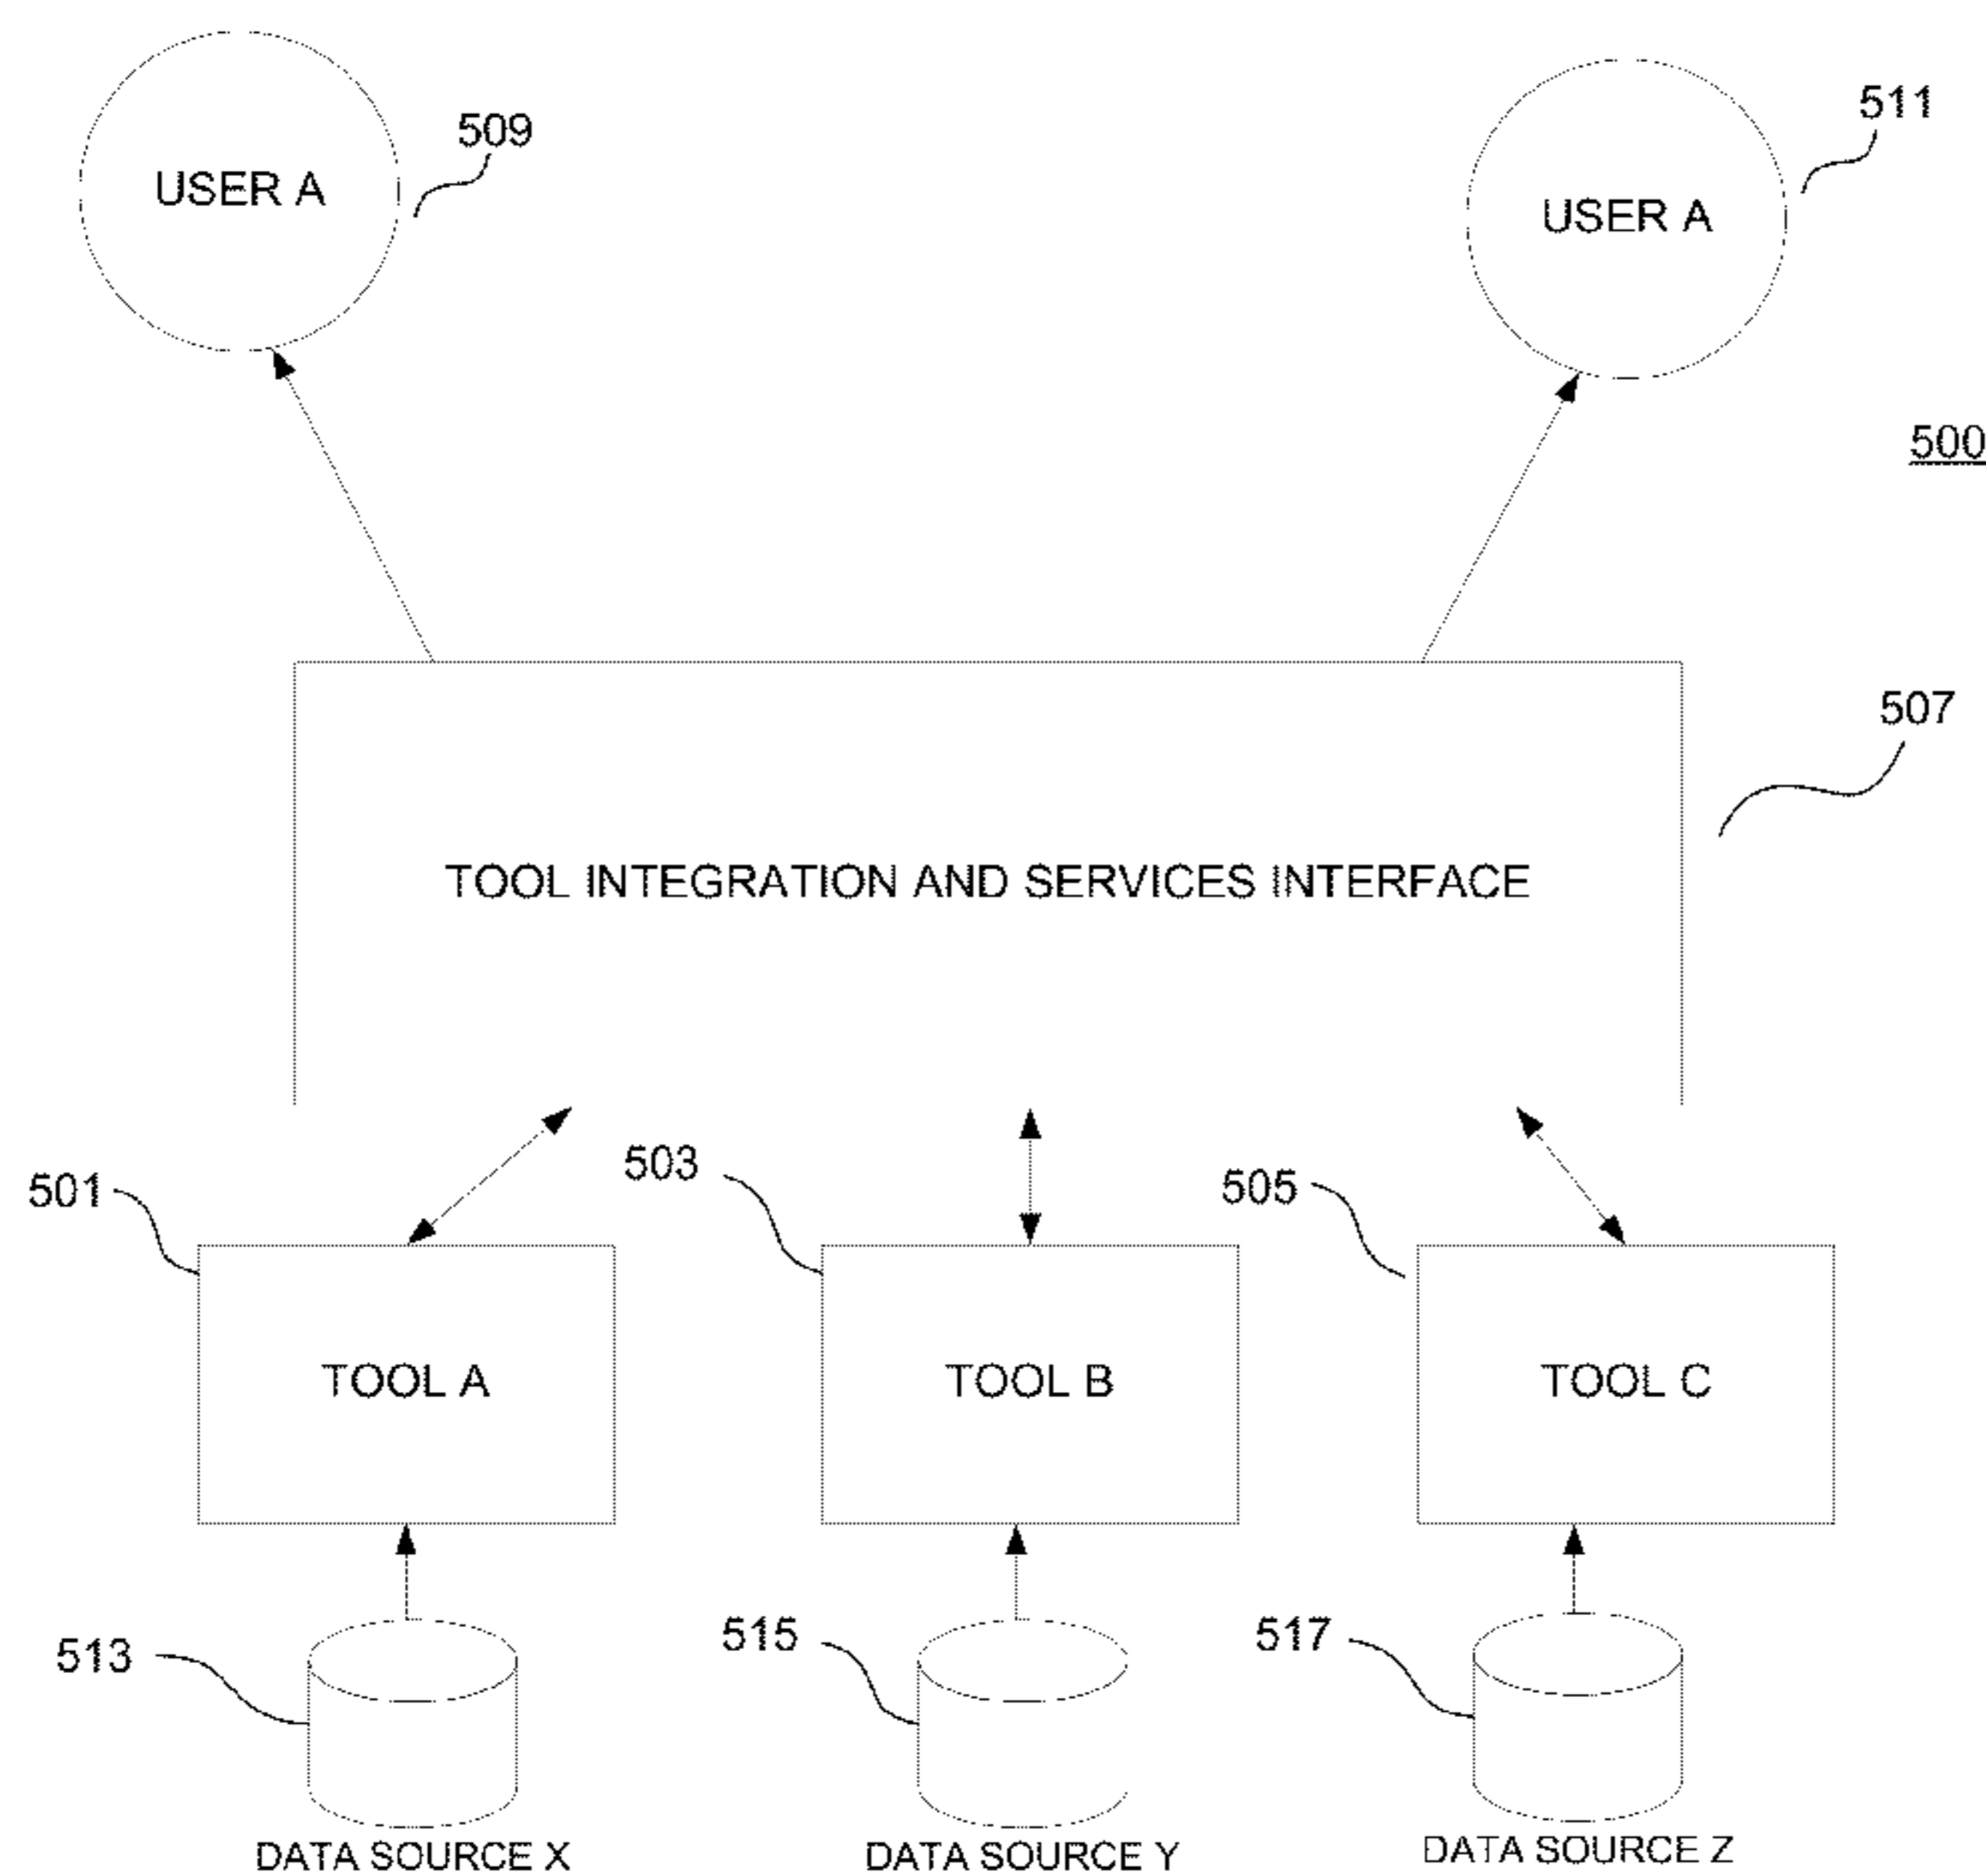 509
511
USER A
USER A
500
507
TOOL INTEGRATION AND SERVICES INTERFACE
501
503
505
TOOL A
TOOL B
TOOL C
513
515
517
DATA SOURCE X
DATA SOURCE Y
DATA SOURCE Z